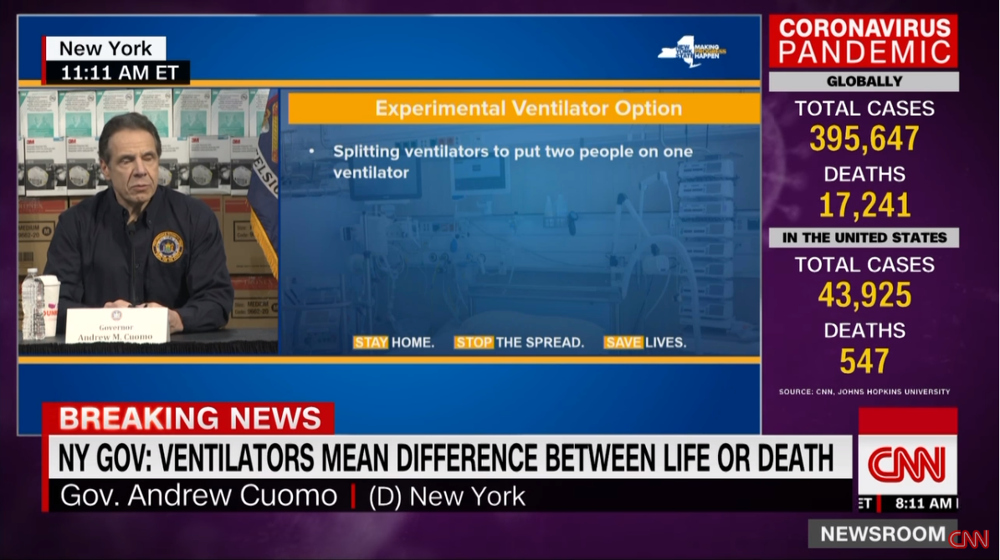 New York
11:11 AM ET
NEW YORK STATE
MAKING PROGRESS HAPPEN
Experimental Ventilator Option
• Splitting ventilators to put two people on one
ventilator
STAY HOME. STOP THE SPREAD. SAVE LIVES.
3M
3M
EXCELSIOR
MEDIUM
Governor
Andrew M. Cuomo
CORONAVIRUS
PANDEMIC
GLOBALLY
TOTAL CASES
395,647
DEATHS
17,241
IN THE UNITED STATES
TOTAL CASES
43,925
DEATHS
547
SOURCE: CNN, JOHNS HOPKINS UNIVERSITY
BREAKING NEWS
NY GOV: VENTILATORS MEAN DIFFERENCE BETWEEN LIFE OR DEATH
Gov. Andrew Cuomo | (D) New York
CNN
ET 8:11 AM
NEWSROOM CNN